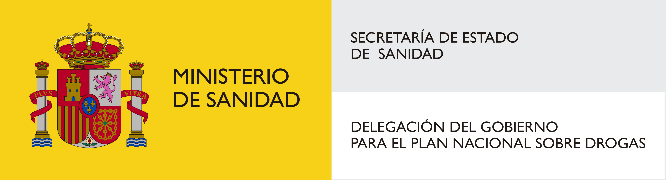 MINISTERIO
DE SANIDAD
SECRETARÍA DE ESTADO
DE SANIDAD
DELEGACIÓN DEL GOBIERNO
PARA EL PLAN NACIONAL SOBRE DROGAS